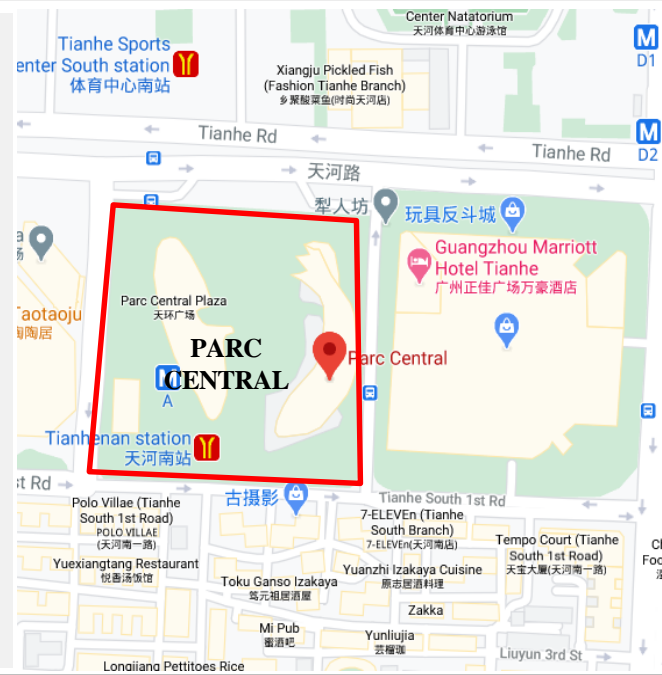 Center Natatorium
天河体育中心游泳馆
Tianhe Sports
enter South station
体育中心南站
D1
Xiangju Pickled Fish
(Fashion Tianhe Branch)
乡聚酸菜鱼(时尚天河店)
Tianhe Rd
Tianhe Rd
D2
天河路
犁人坊
玩具反斗城
Guangzhou Marriott
Hotel Tianhe
广州正佳广场万豪酒店
Parc Central Plaza
天环广场
Taotaoju
陶陶居
PARC
CENTRAL
Parc Central
A
Tianhenan station
天河南站
st Rd
古摄影
Tianhe South 1st Rd
Polo Villae (Tianhe
South 1st Road)
POLO VILLAE
(天河南一路)
7-ELEVEn (Tianhe
South Branch)
7-ELEVEn(天河南店)
Tempo Court (Tianhe
South 1st Road)
天宝大厦(天河南一路)
Yuexiangtang Restaurant
悦香汤饭馆
Toku Ganso Izakaya
笃元祖居酒屋
Yuanzhi Izakaya Cuisine
原志居酒料理
Zakka
Mi Pub
蜜酒吧
Yunliujia
芸榴珈
Liuyun 3rd St
Longjiang Pettitoes Rice